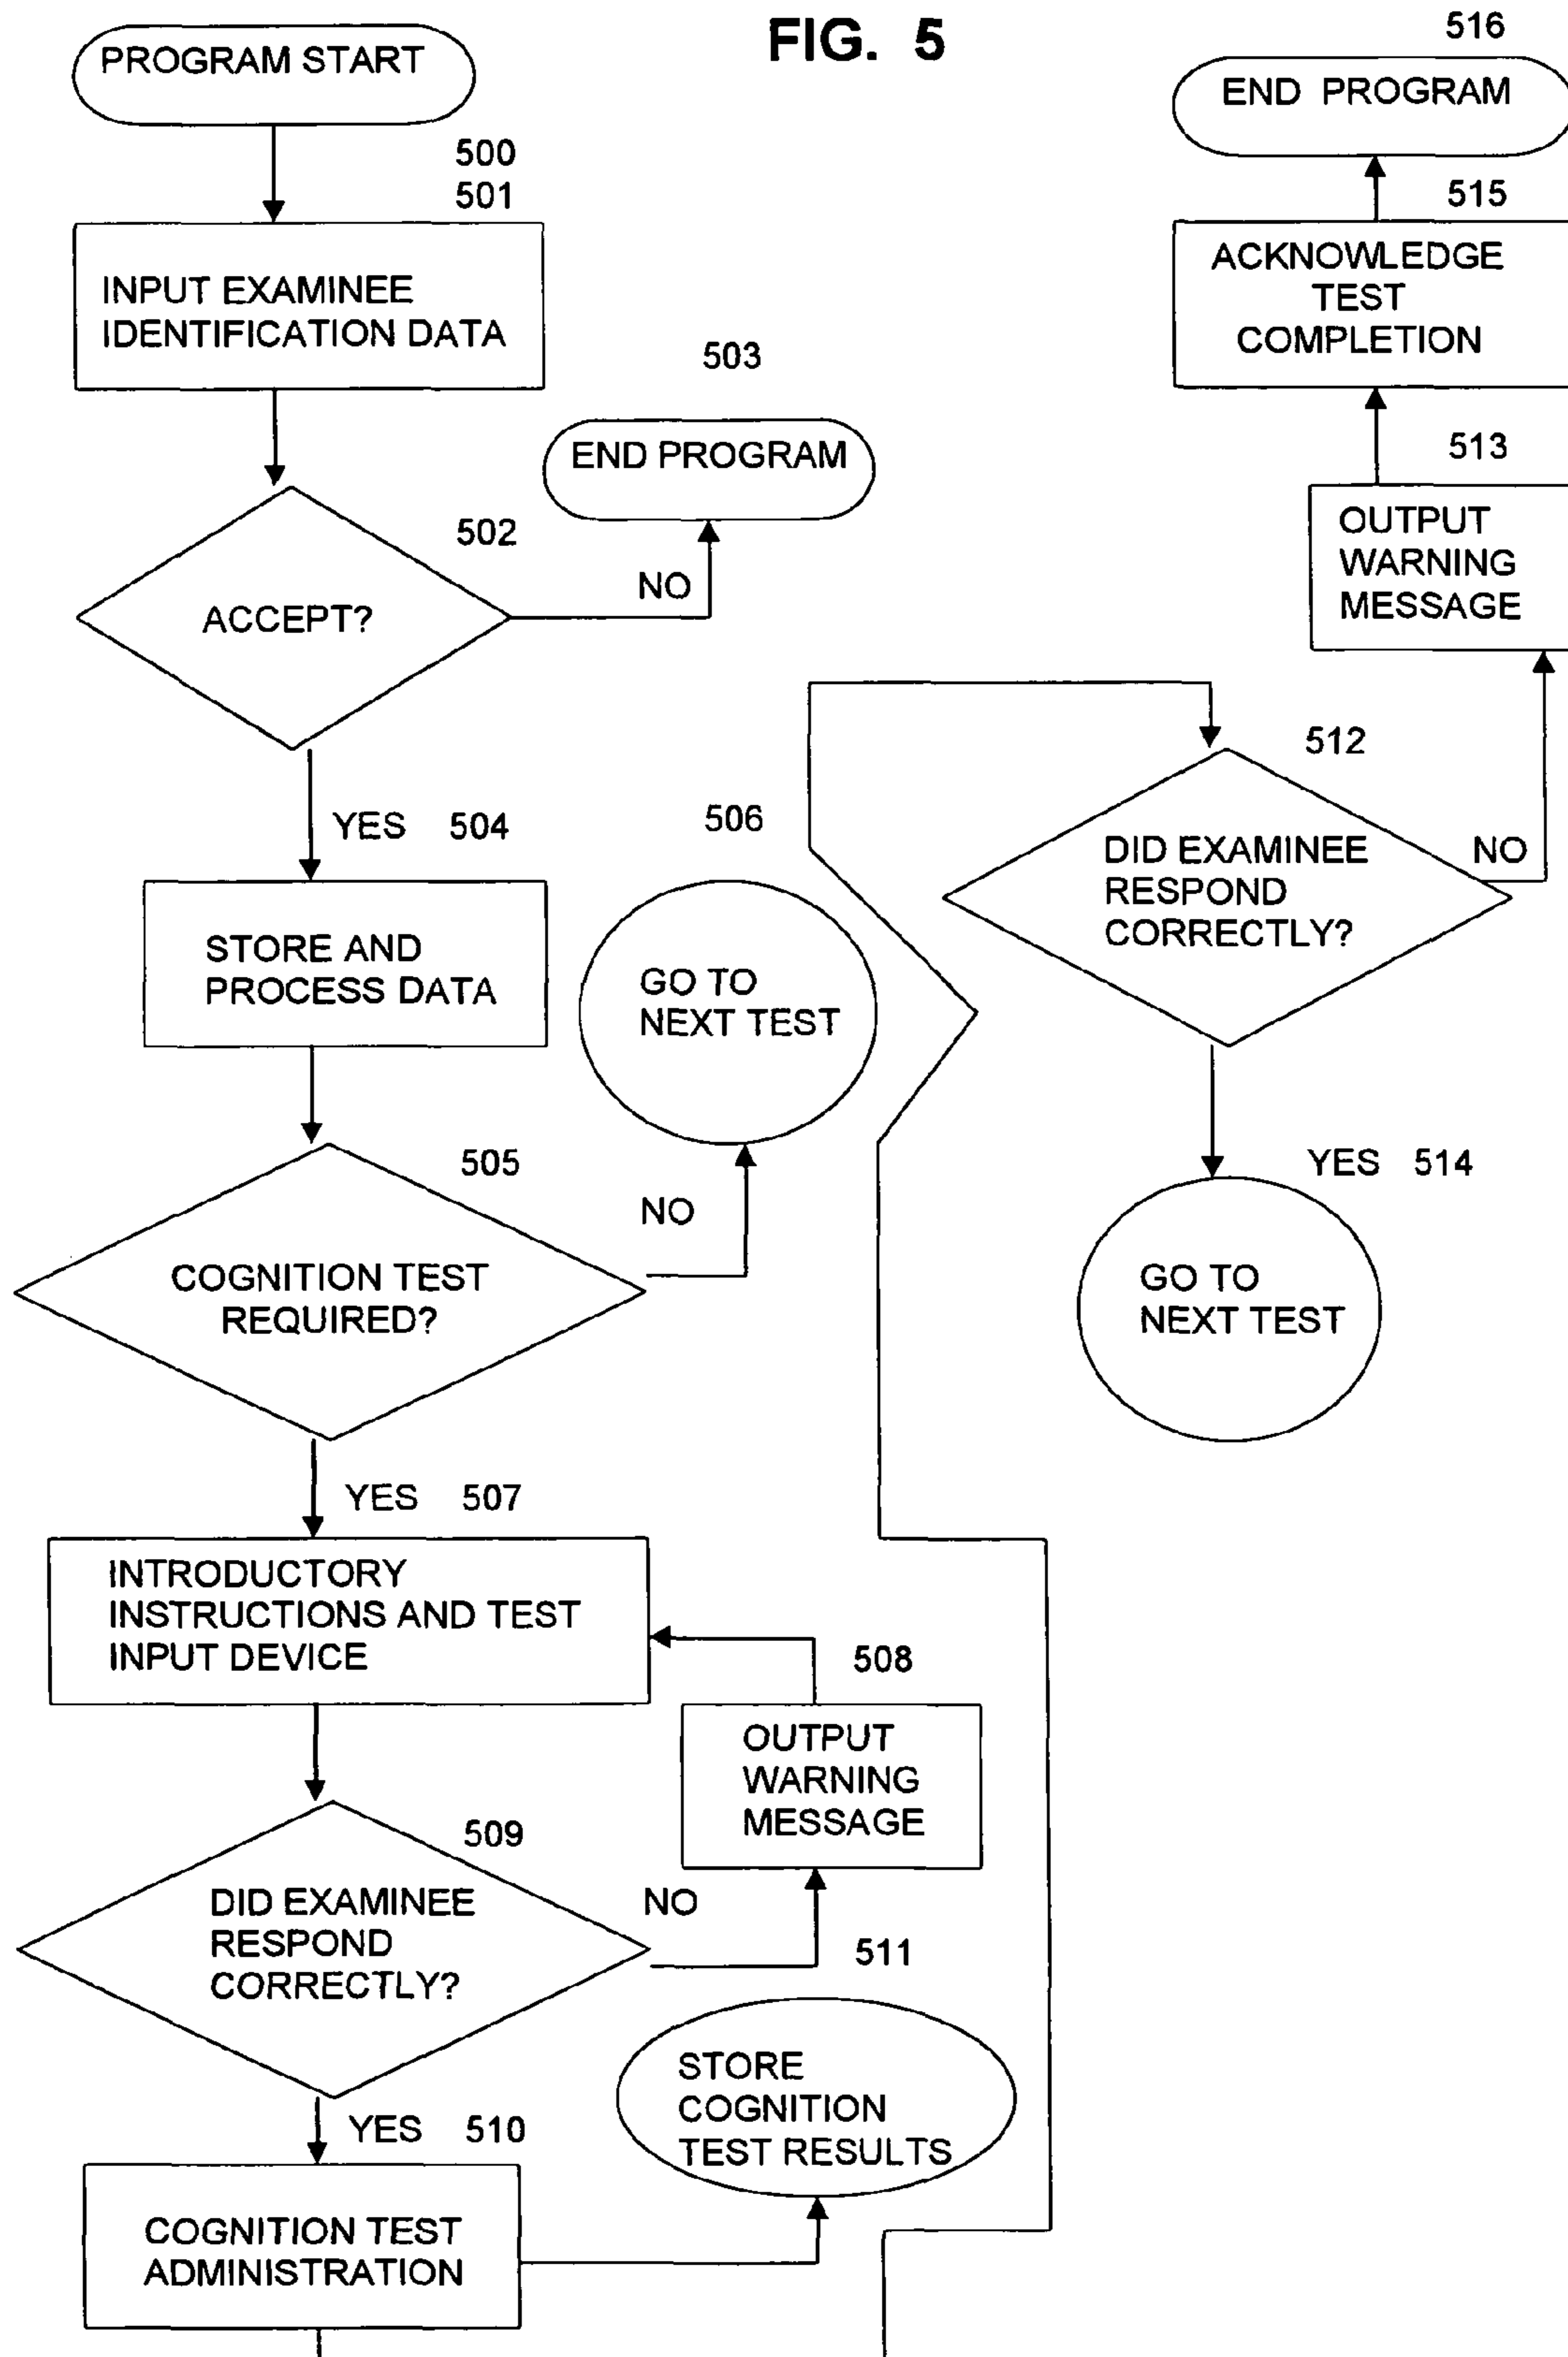 FIG. 5
PROGRAM START
500
501
INPUT EXAMINEE
IDENTIFICATION DATA
503
END PROGRAM
502
ACCEPT?
NO
YES 504
STORE AND
PROCESS DATA
506
GO TO
NEXT TEST
505
COGNITION TEST
REQUIRED?
NO
YES 507
INTRODUCTORY
INSTRUCTIONS AND TEST
INPUT DEVICE
508
OUTPUT
WARNING
MESSAGE
509
DID EXAMINEE
RESPOND
CORRECTLY?
NO
511
STORE
COGNITION
TEST RESULTS
YES 510
COGNITION TEST
ADMINISTRATION
516
END PROGRAM
515
ACKNOWLEDGE
TEST
COMPLETION
513
OUTPUT
WARNING
MESSAGE
512
DID EXAMINEE
RESPOND
CORRECTLY?
NO
YES 514
GO TO
NEXT TEST